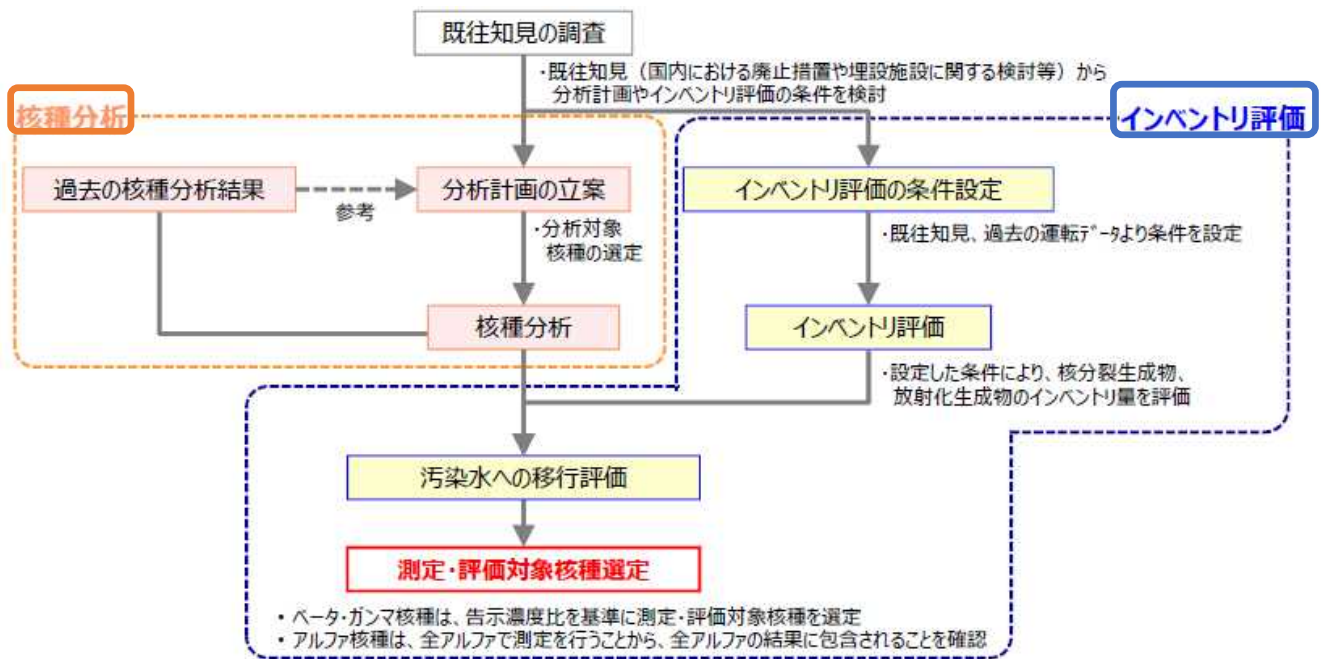 既往知見の調査
・既往知見（国内における廃止措置や埋設施設に関する検討等）から
分析計画やインベントリ評価の条件を検討
核種分析
インベントリ評価
過去の核種分析結果
参考
分析計画の立案
インベントリ評価の条件設定
・分析対象
核種の選定
・既往知見、過去の運転ﾃﾞｰﾀより条件を設定
核種分析
インベントリ評価
・設定した条件により、核分裂生成物、
放射化生成物のインベントリ量を評価
汚染水への移行評価
測定・評価対象核種選定
・ベータ・ガンマ核種は、告示濃度比を基準に測定・評価対象核種を選定
・アルファ核種は、全アルファで測定を行うことから、全アルファの結果に包含されることを確認